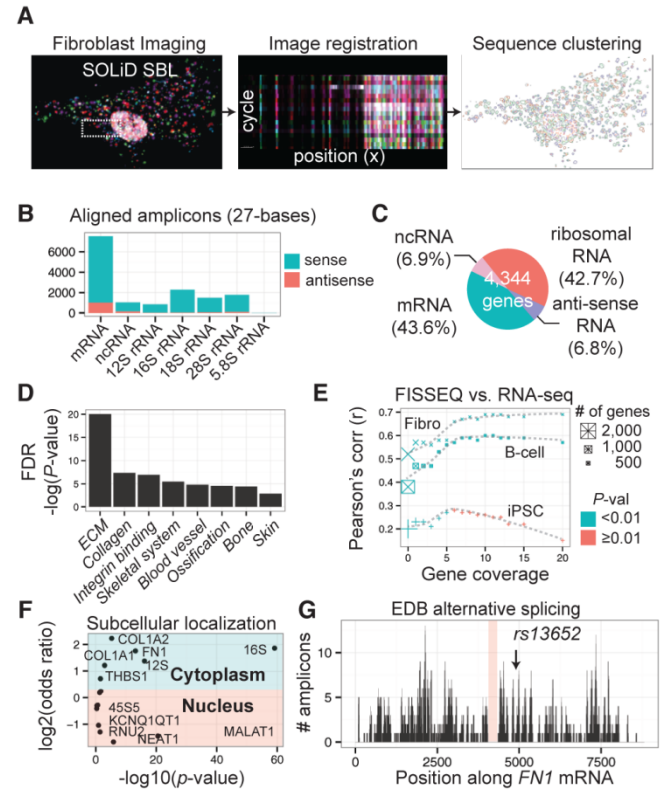 A
Fibroblast Imaging
Image registration
Sequence clustering
SOLiD SBL
cycle
position (x)
B
Aligned amplicons (27-bases)
6000
4000
2000
0
sense
antisense
mRNA
ncRNA
12S rRNA
16S rRNA
18S rRNA
28S rRNA
5.8S rRNA
C
ncRNA
(6.9%)
ribosomal
RNA
(42.7%)
4,344
genes
mRNA
(43.6%)
anti-sense
RNA
(6.8%)
D
FDR
-log(P-value)
20
15
10
5
0
ECM
Collagen
Integrin binding
Skeletal system
Blood vessel
Ossification
Bone
Skin
E
FISSEQ vs. RNA-seq
Pearson's corr (r)
0.7
0.6
0.5
0.4
0.3
0.2
Fibro
B-cell
iPSC
0
5
10
15
20
Gene coverage
# of genes
2,000
1,000
500
P-val
<0.01
≥0.01
F
Subcellular localization
log2(odds ratio)
2
1
0
−1
COL1A2
COL1A1
FN1
12S
16S
THBS1
Cytoplasm
Nucleus
45S5
KCNQ1QT1
RNU2
NEAT1
MALAT1
0
20
40
60
-log10(p-value)
G
EDB alternative splicing
rs13652
# amplicons
10
5
0
2500
5000
7500
Position along FN1 mRNA